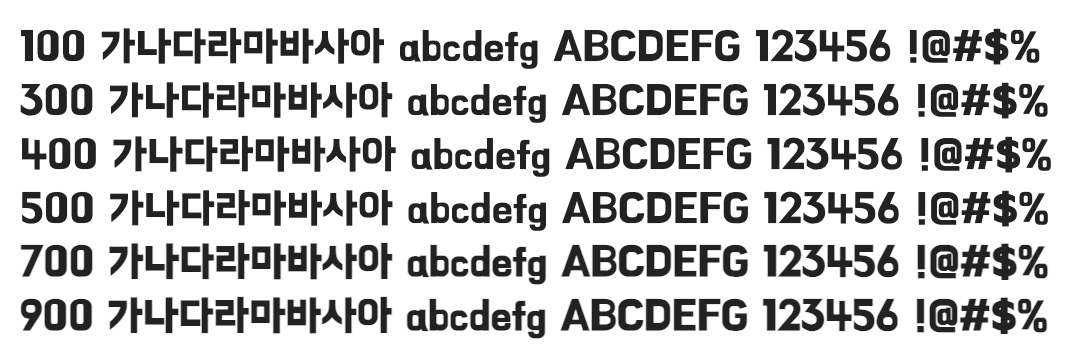 100 가나다라마바사아 abcdefg ABCDEFG 123456 !@#$%
300 가나다라마바사아 abcdefg ABCDEFG 123456 !@#$%
400 가나다라마바사아 abcdefg ABCDEFG 123456 !@#$%
500 가나다라마바사아 abcdefg ABCDEFG 123456 !@#$%
700 가나다라마바사아 abcdefg ABCDEFG 123456 !@#$%
900 가나다라마바사아 abcdefg ABCDEFG 123456 !@#$%